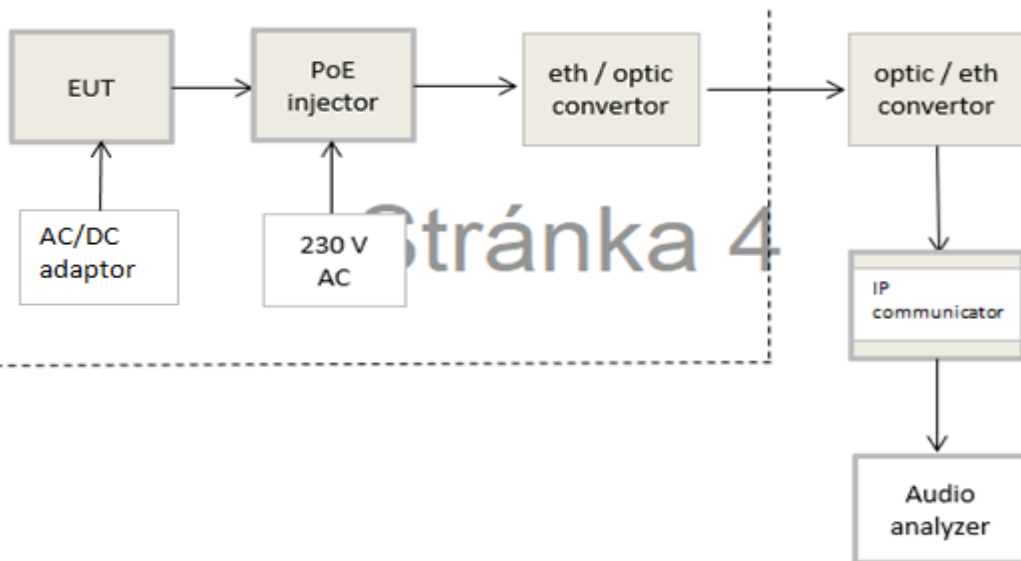 EUT
PoE
injector
eth / optic
convertor
optic / eth
convertor
AC/DC
adaptor
230 V
AC
Stránka 4
IP
communicator
Audio
analyzer